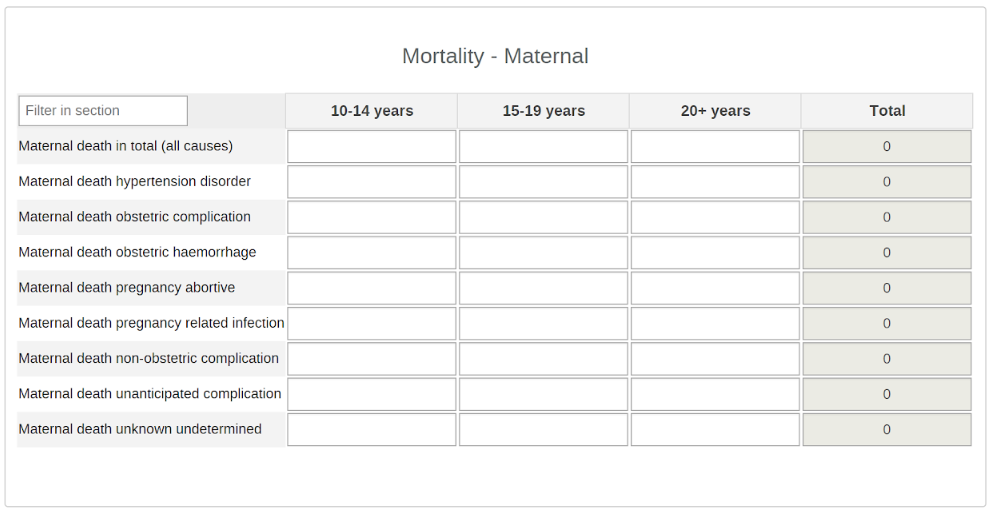 Mortality - Maternal
Filter in section 10-14 years 15-19 years 20+ years Total
Maternal death in total (all causes) 0
Maternal death hypertension disorder 0
Maternal death obstetric complication 0
Maternal death obstetric haemorrhage 0
Maternal death pregnancy abortive 0
Maternal death pregnancy related infection 0
Maternal death non-obstetric complication 0
Maternal death unanticipated complication 0
Maternal death unknown undetermined 0